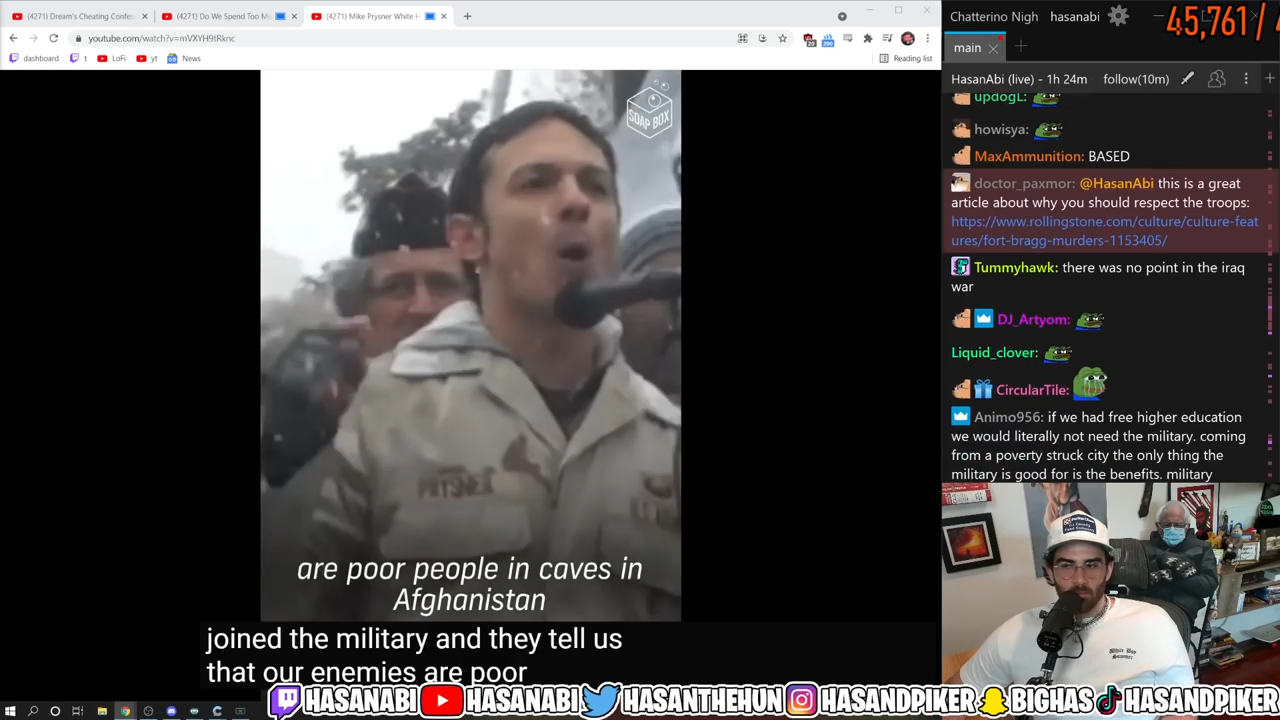 (4271) Dream's Cheating Confes
(4271) Do We Spend Too M
(4271) Mike Prysner White H
youtube.com/watch?v=mVXYH9tRknc
dashboard
t
LoFi
yt
News
Reading list
SOAP BOX
are poor people in caves in
Afghanistan
joined the military and they tell us
that our enemies are poor
Chatterino Nigh
hasanabi
45,761 /
main
HasanAbi (live) - 1h 24m
follow(10m)
updogL:
howisya:
MaxAmmunition: BASED
doctor_paxmor: @HasanAbi this is a great
article about why you should respect the troops:
https://www.rollingstone.com/culture/culture-feat
ures/fort-bragg-murders-1153405/
Tummyhawk: there was no point in the iraq
war
DJ_Artyom:
Liquid_clover:
CircularTile:
Animo956: if we had free higher education
we would literally not need the military. coming
from a poverty struck city the only thing the
military is good for is the benefits. military
White Boy
Summer
HASANABI
HASANABI
HASANTHEHUN
HASANDPIKER
BIGHAS
HASANDPIKER